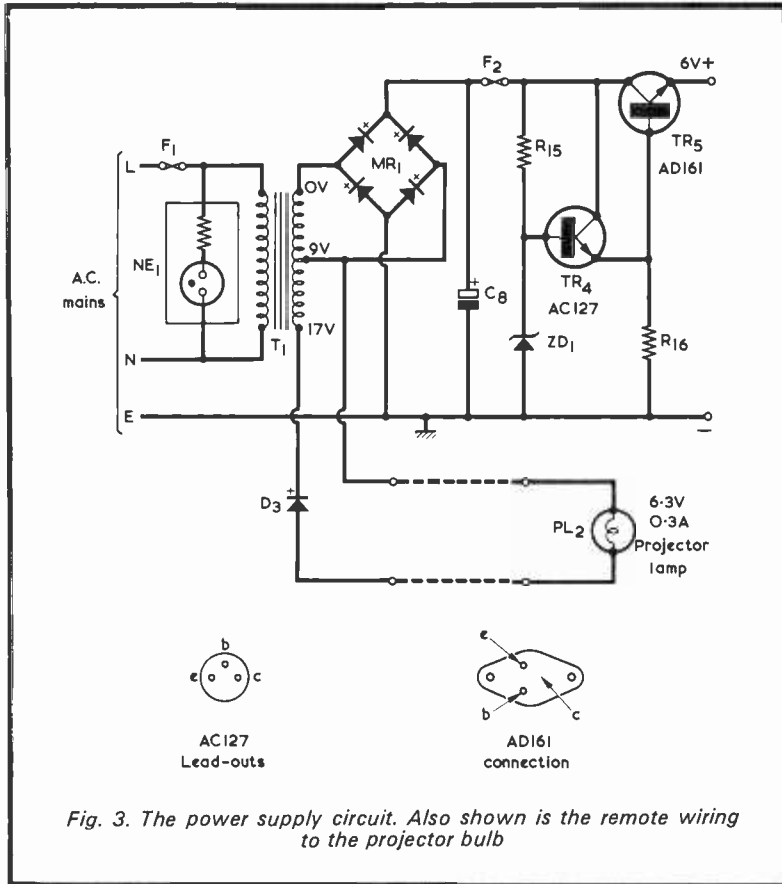 F2
6V+
F1
L
MR1
R15
TR5
AD161
0V
NE1
9V
A.C.
mains
C8
TR4
AC127
+
17V
T1
ZD1
R16
N
E
−
D3
+
PL2
6·3V
0·3A
Projector
lamp
b
e
c
AC127
Lead-outs
e
b
c
AD161
connection
Fig. 3. The power supply circuit. Also shown is the remote wiring
to the projector bulb